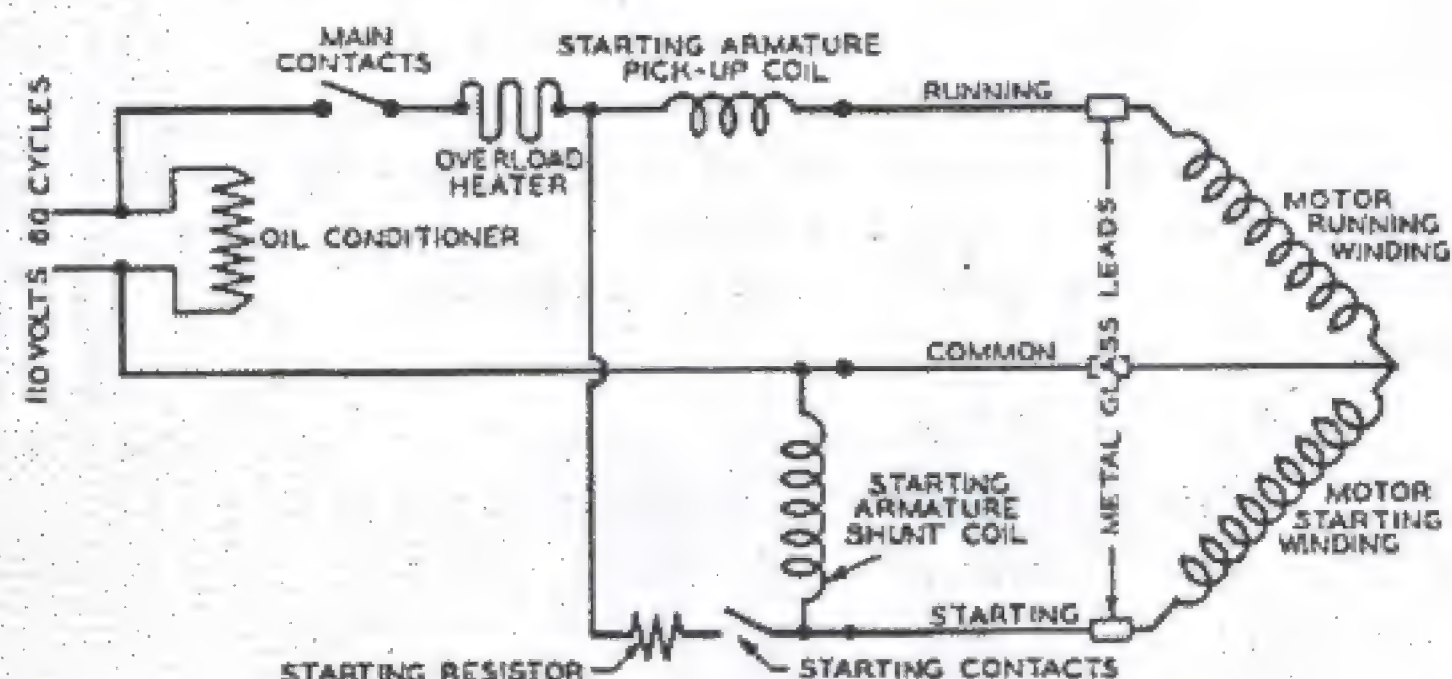 MAIN
CONTACTS
STARTING ARMATURE
PICK-UP COIL
RUNNING
OVERLOAD
HEATER
110 VOLTS 60 CYCLES
OIL CONDITIONER
MOTOR
RUNNING
WINDING
METAL GLASS LEADS
COMMON
STARTING
ARMATURE
SHUNT COIL
MOTOR
STARTING
WINDING
STARTING
STARTING RESISTOR
STARTING CONTACTS